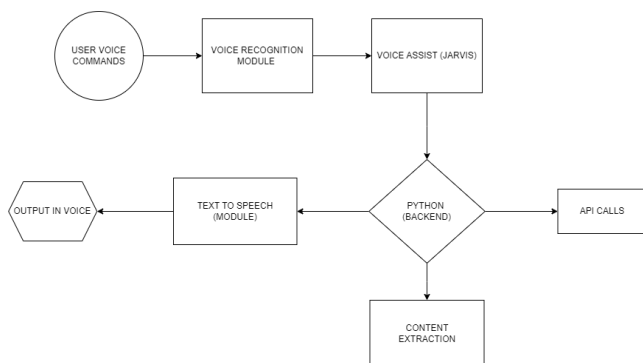 USER VOICE
COMMANDS
VOICE RECOGNITION
MODULE
VOICE ASSIST (JARVIS)
OUTPUT IN VOICE
TEXT TO SPEECH
(MODULE)
PYTHON
(BACKEND)
API CALLS
CONTENT
EXTRACTION